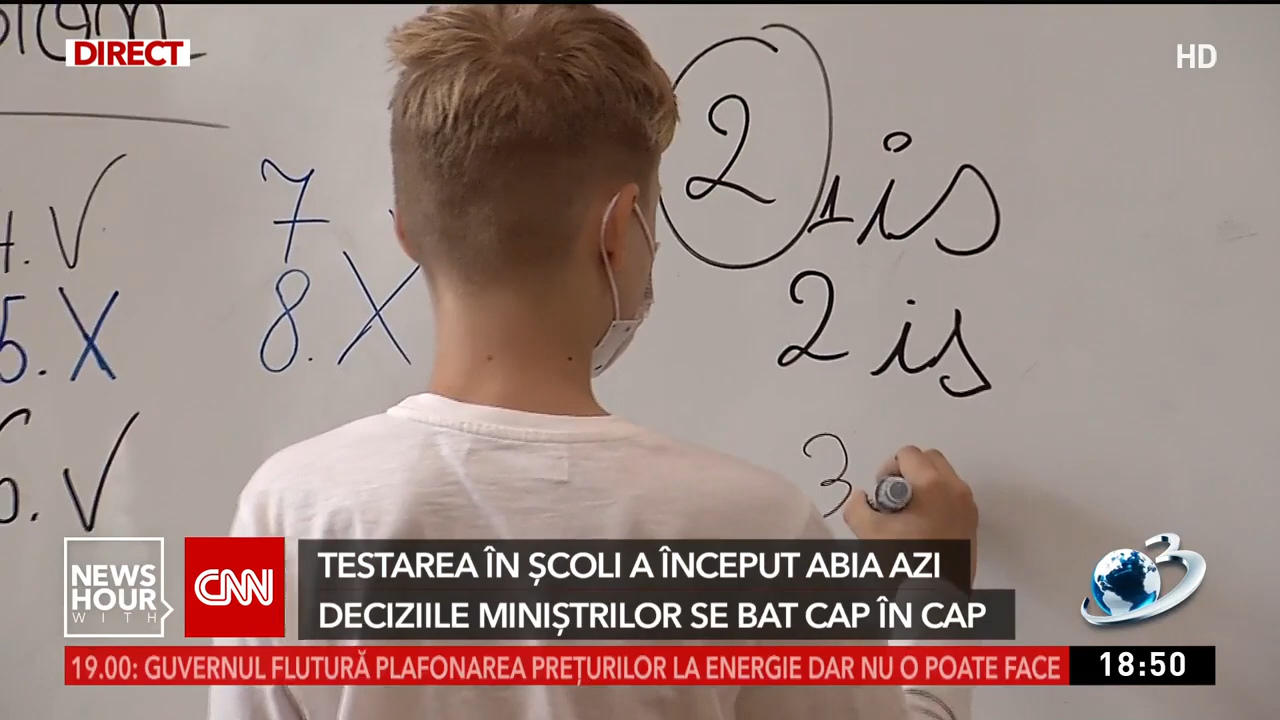 DIRECT
HD
2 1 is
7
4. V
8. X
2 is
5. X
3
6. V
TESTAREA ÎN ȘCOLI A ÎNCEPUT ABIA AZI
DECIZIILE MINIȘTRILOR SE BAT CAP ÎN CAP
NEWS
HOUR
WITH
CNN
3
19.00: GUVERNUL FLUTURĂ PLAFONAREA PREȚURILOR LA ENERGIE DAR NU O POATE FACE
18:50